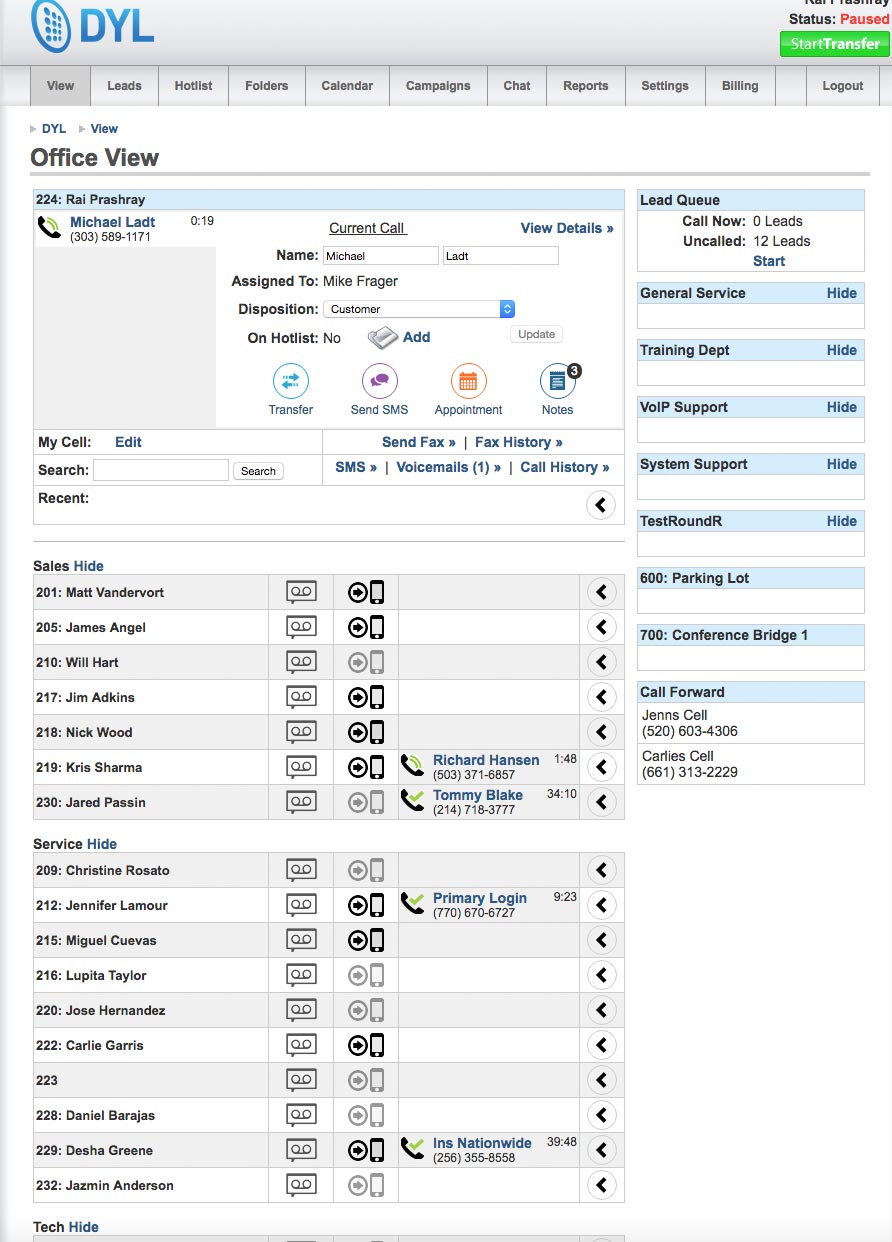 Rai Prashray
DYL
Status: Paused
StartTransfer
View Leads Hotlist Folders Calendar Campaigns Chat Reports Settings Billing Logout
DYL View
Office View
224: Rai Prashray
Michael Ladt 0:19
(303) 589-1171
Current Call View Details »
Name: Michael Ladt
Assigned To: Mike Frager
Disposition: Customer
On Hotlist: No Add Update
3
Transfer Send SMS Appointment Notes
My Cell: Edit Send Fax » | Fax History »
Search: Search SMS » | Voicemails (1) » | Call History »
Recent:
Lead Queue
Call Now: 0 Leads
Uncalled: 12 Leads
Start
General Service Hide
Training Dept Hide
VoIP Support Hide
System Support Hide
TestRoundR Hide
600: Parking Lot
700: Conference Bridge 1
Call Forward
Jenns Cell
(520) 603-4306
Carlies Cell
(661) 313-2229
Sales Hide
201: Matt Vandervort
205: James Angel
210: Will Hart
217: Jim Adkins
218: Nick Wood
219: Kris Sharma Richard Hansen 1:48
(503) 371-6857
230: Jared Passin Tommy Blake 34:10
(214) 718-3777
Service Hide
209: Christine Rosato
212: Jennifer Lamour Primary Login 9:23
(770) 670-6727
215: Miguel Cuevas
216: Lupita Taylor
220: Jose Hernandez
222: Carlie Garris
223
228: Daniel Barajas
229: Desha Greene Ins Nationwide 39:48
(256) 355-8558
232: Jazmin Anderson
Tech Hide